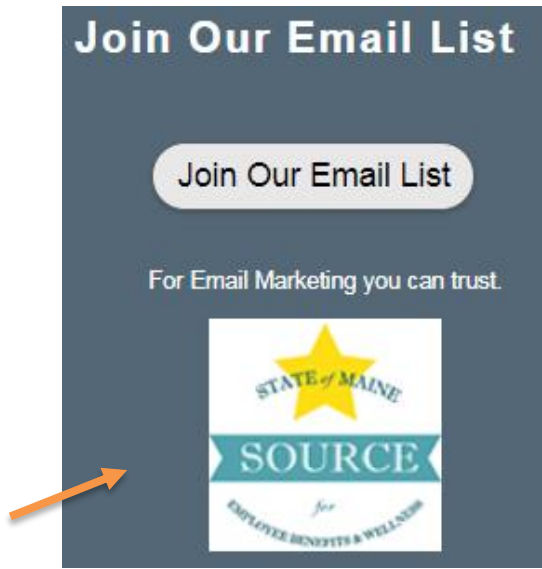 Join Our Email List
Join Our Email List
For Email Marketing you can trust.
STATE of MAINE
SOURCE
for
EMPLOYEE BENEFITS & WELLNESS